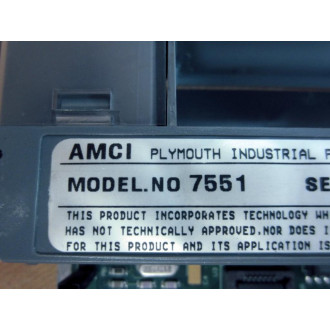 AMCI PLYMOUTH INDUSTRIAL P
MODEL.NO 7551 SE
THIS PRODUCT INCORPORATES TECHNOLOGY WH
HAS NOT TECHNICALLY APPROVED.NOR DOES I
FOR THIS PRODUCT AND ITS APPLICATION IS